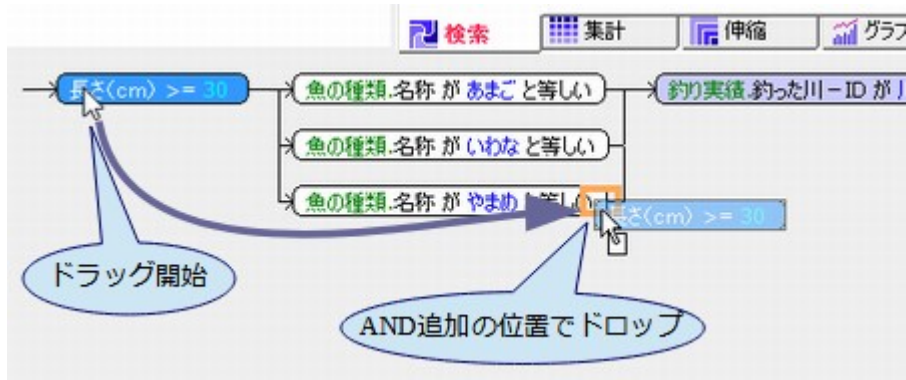 検索 集計 伸縮 グラフ
長さ(cm) >= 30 魚の種類.名称 が あまご と等しい 釣り実績.釣った川－ID が
魚の種類.名称 が いわな と等しい
魚の種類.名称 が やまめ と等しい
長さ(cm) >= 30
ドラッグ開始
AND追加の位置でドロップ